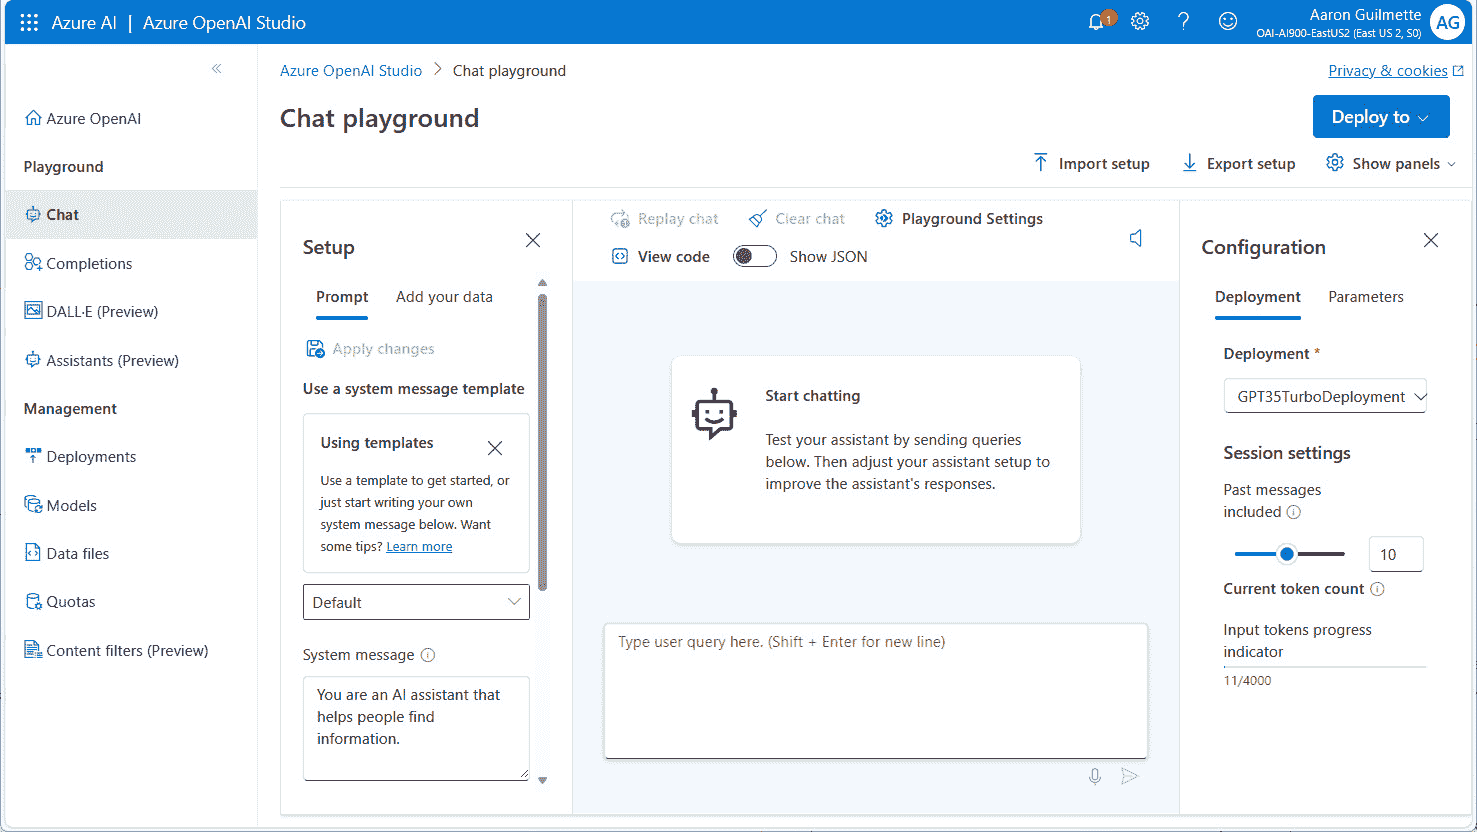 Azure AI | Azure OpenAI Studio
1
Aaron Guilmette
OAI-AI900-EastUS2 (East US 2, S0)
AG
Azure OpenAI
Playground
Chat
Completions
DALL·E (Preview)
Assistants (Preview)
Management
Deployments
Models
Data files
Quotas
Content filters (Preview)
Azure OpenAI Studio > Chat playground
Privacy & cookies
Chat playground
Deploy to
Import setup
Export setup
Show panels
Setup
Prompt
Add your data
Apply changes
Use a system message template
Using templates
Use a template to get started, or
just start writing your own
system message below. Want
some tips? Learn more
Default
System message
You are an AI assistant that
helps people find
information.
Replay chat
Clear chat
Playground Settings
View code
Show JSON
Start chatting
Test your assistant by sending queries
below. Then adjust your assistant setup to
improve the assistant's responses.
Type user query here. (Shift + Enter for new line)
Configuration
Deployment
Parameters
Deployment *
GPT35TurboDeployment
Session settings
Past messages
included
10
Current token count
Input tokens progress
indicator
11/4000